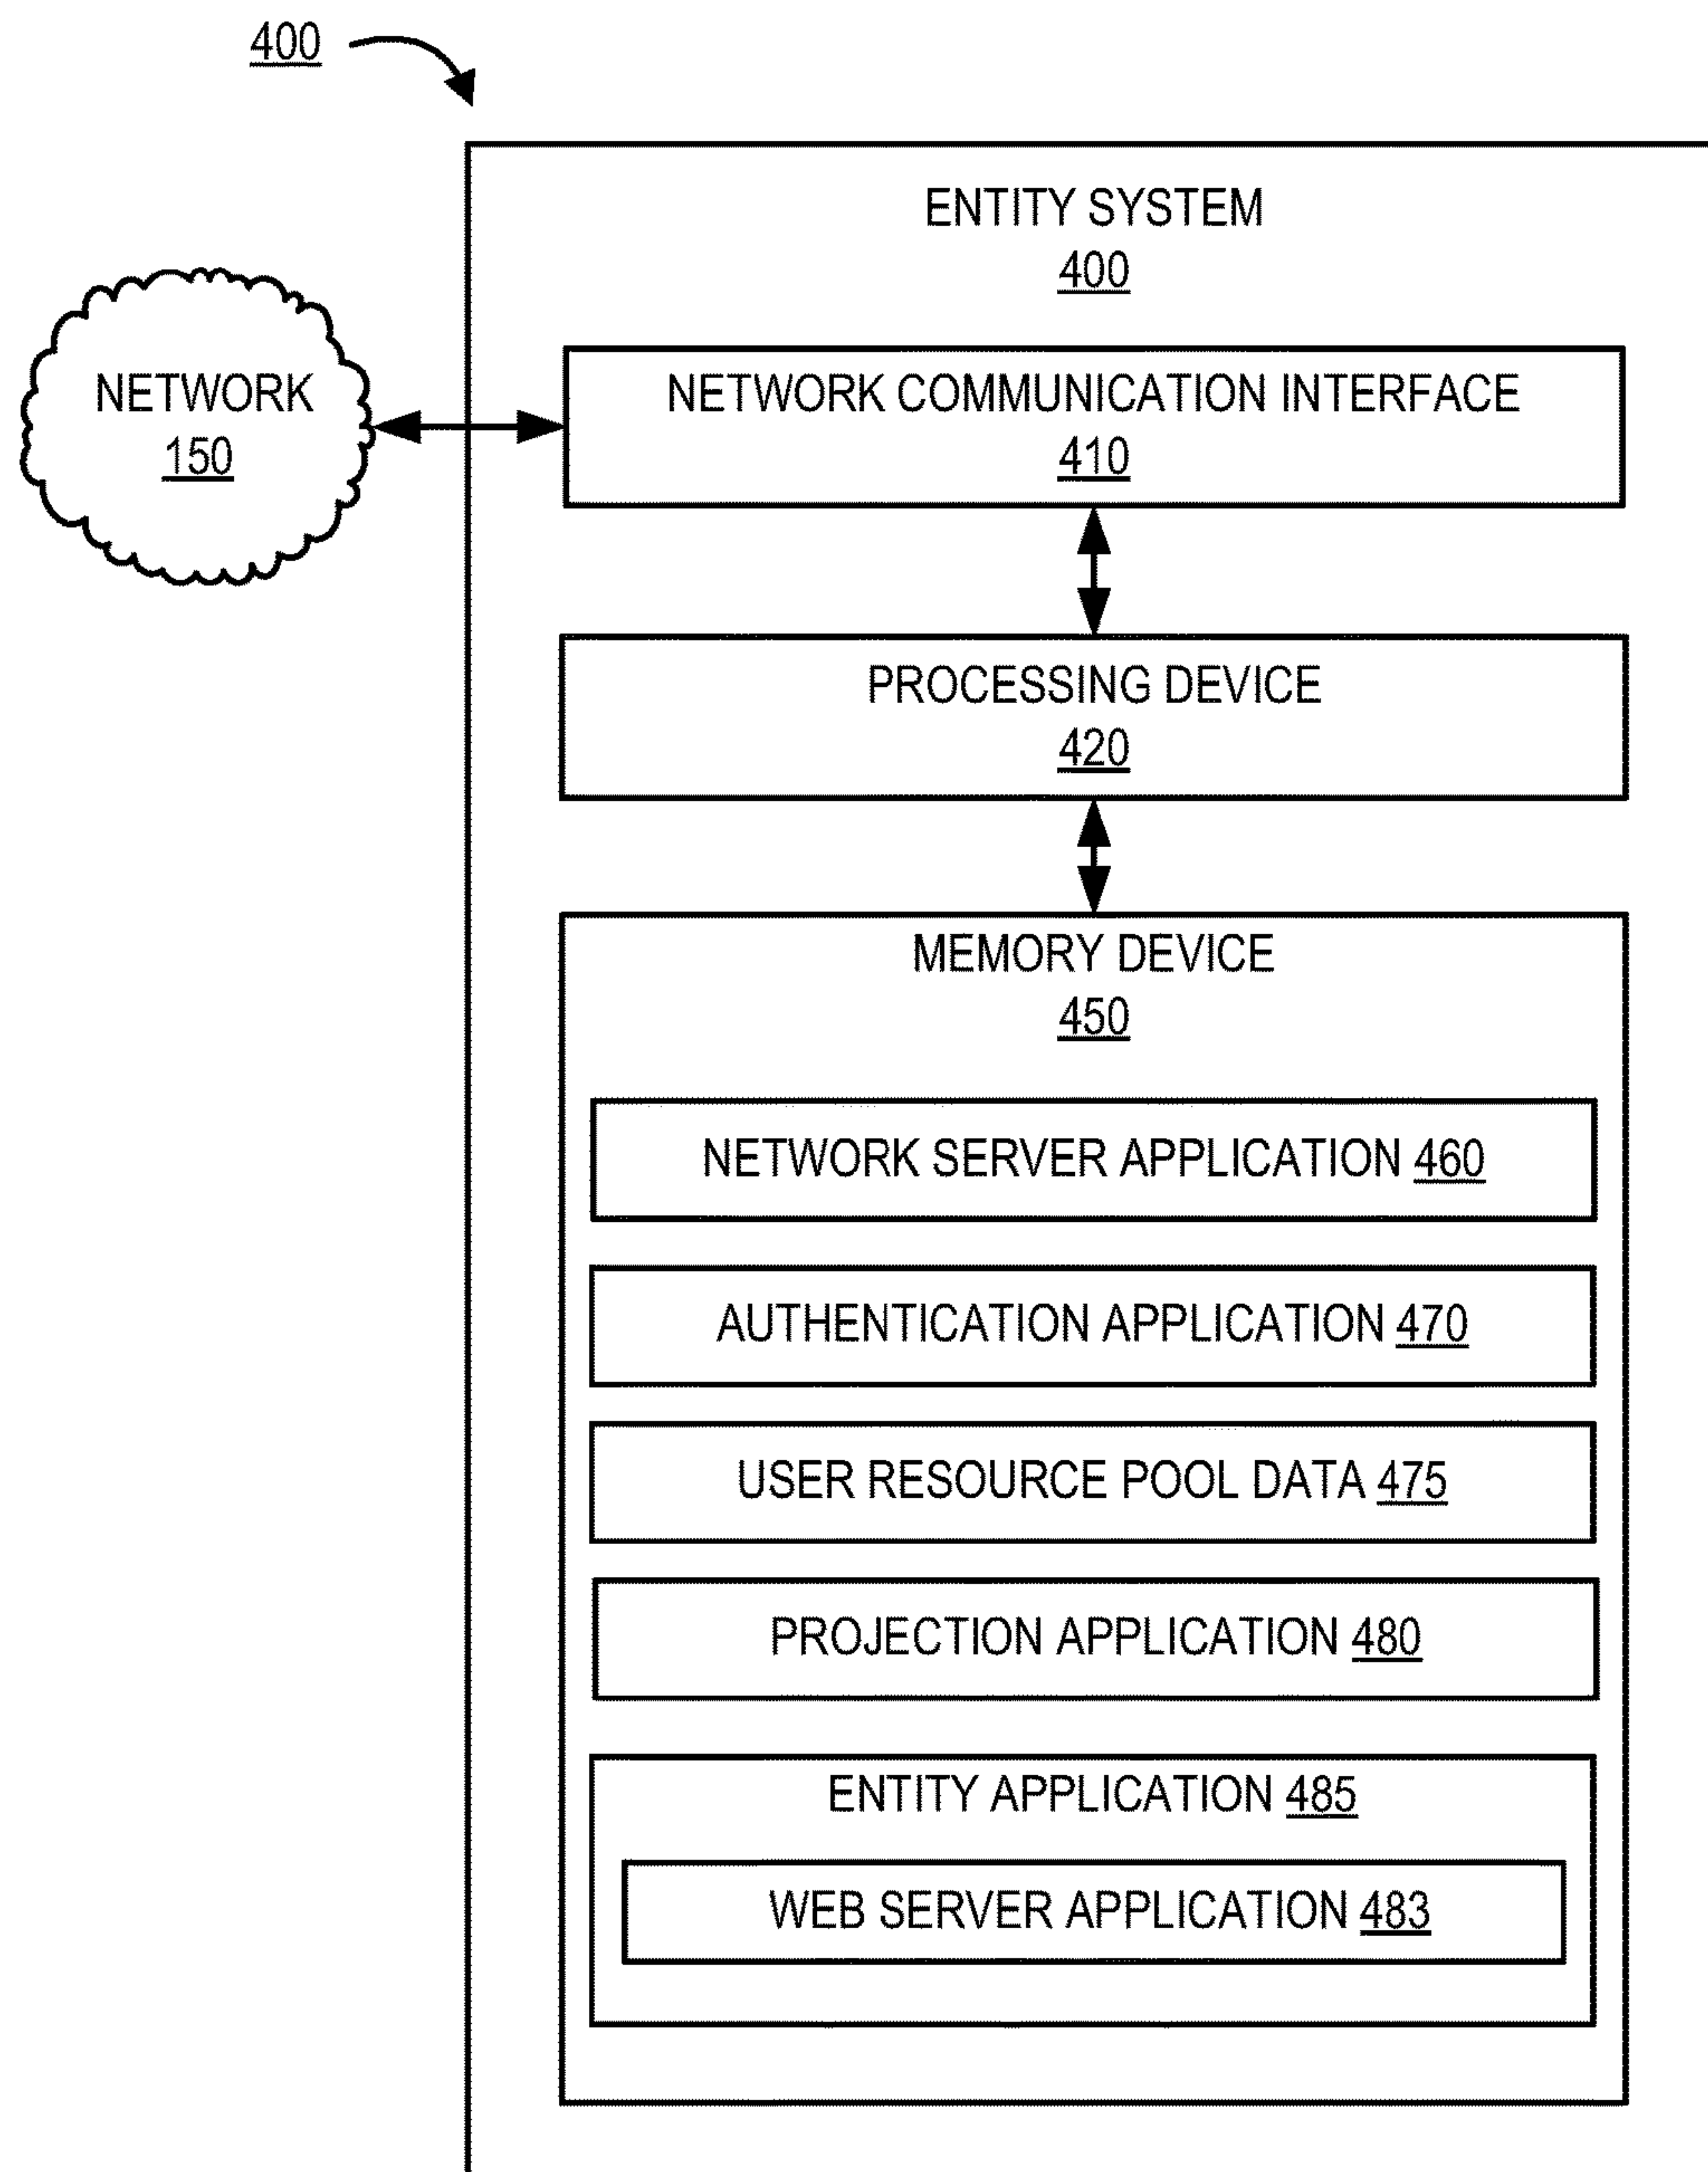 400
ENTITY SYSTEM
400
NETWORK
150
NETWORK COMMUNICATION INTERFACE
410
PROCESSING DEVICE
420
MEMORY DEVICE
450
NETWORK SERVER APPLICATION 460
AUTHENTICATION APPLICATION 470
USER RESOURCE POOL DATA 475
PROJECTION APPLICATION 480
ENTITY APPLICATION 485
WEB SERVER APPLICATION 483